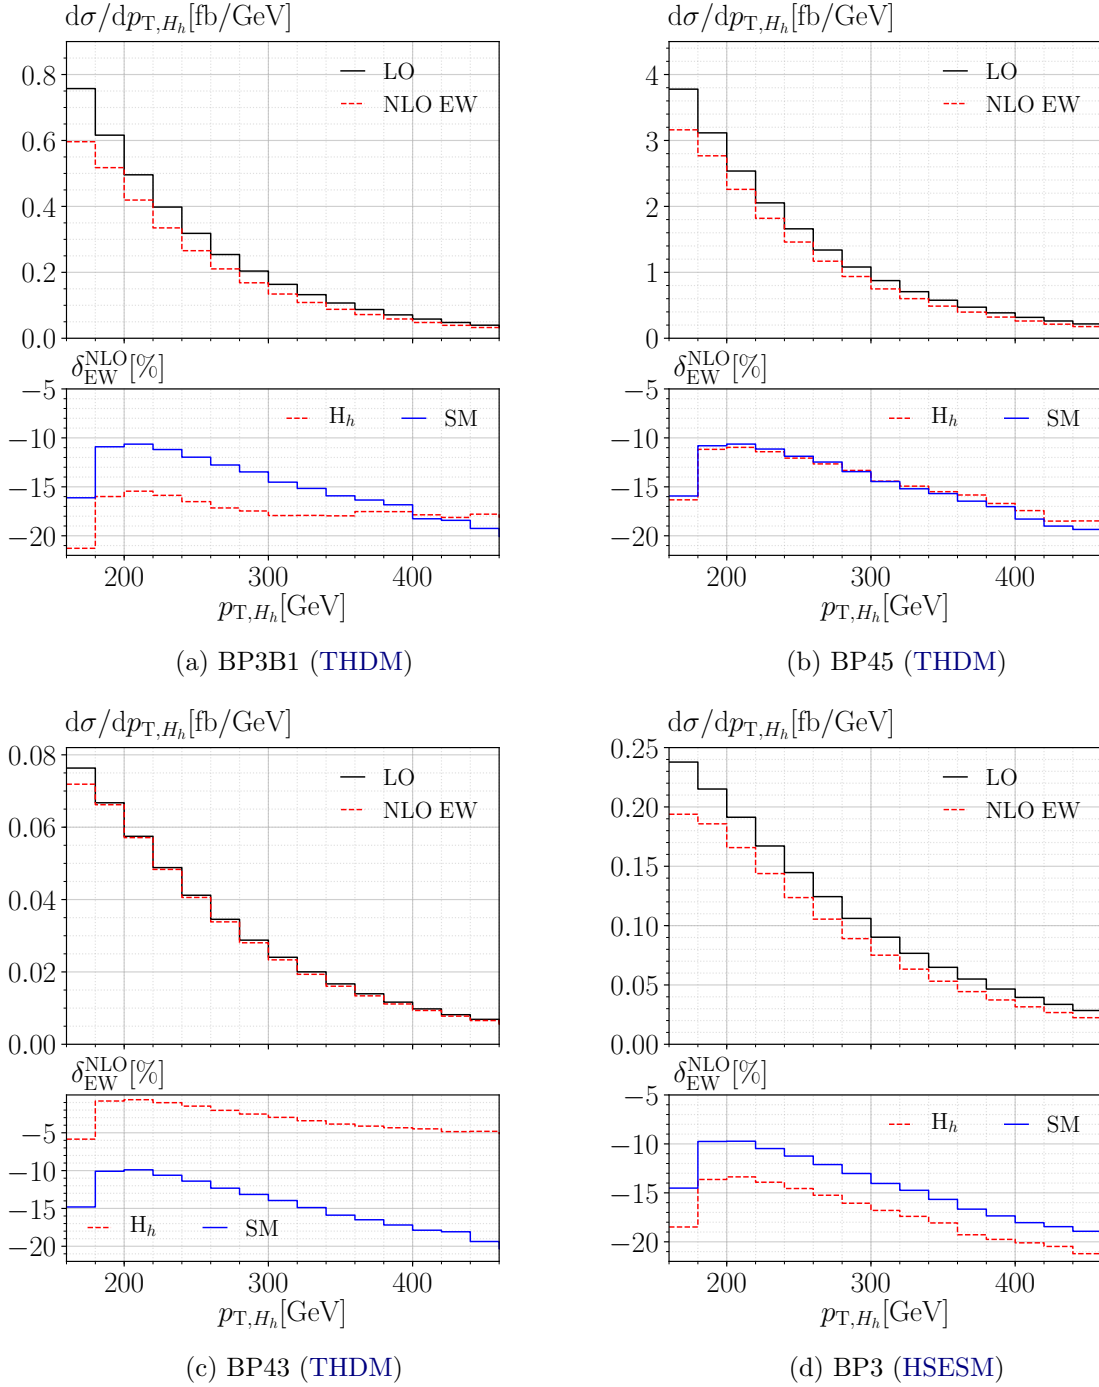 dσ/dp_{T,H_h}[fb/GeV]
LO
NLO EW
0.8
0.6
0.4
0.2
0.0
δ_{EW}^{NLO}[%]
−5
H_h SM
−10
−15
−20
200 300 400
p_{T,H_h}[GeV]
(a) BP3B1 (THDM)
dσ/dp_{T,H_h}[fb/GeV]
LO
NLO EW
4
3
2
1
0
δ_{EW}^{NLO}[%]
−5
H_h SM
−10
−15
−20
200 300 400
p_{T,H_h}[GeV]
(b) BP45 (THDM)
dσ/dp_{T,H_h}[fb/GeV]
0.08
LO
NLO EW
0.06
0.04
0.02
0.00
δ_{EW}^{NLO}[%]
−5
−10
−15
H_h SM
−20
200 300 400
p_{T,H_h}[GeV]
(c) BP43 (THDM)
dσ/dp_{T,H_h}[fb/GeV]
0.25
LO
NLO EW
0.20
0.15
0.10
0.05
0.00
δ_{EW}^{NLO}[%]
−5
H_h SM
−10
−15
−20
200 300 400
p_{T,H_h}[GeV]
(d) BP3 (HSESM)